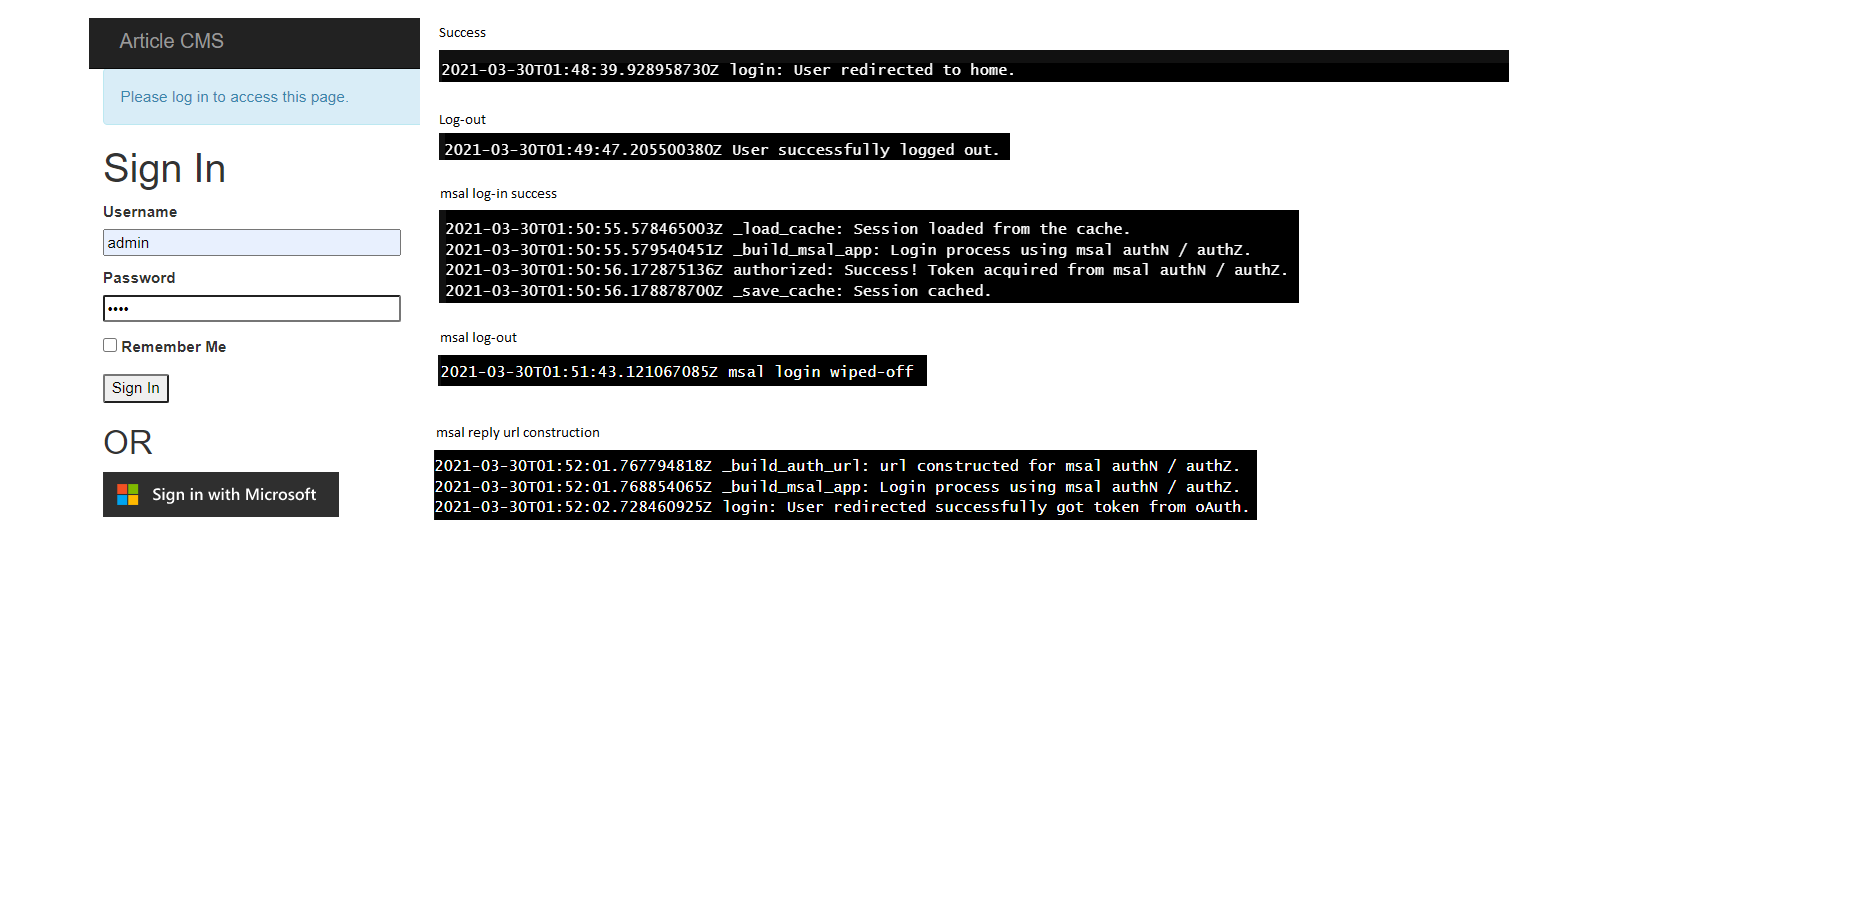 Article CMS
Please log in to access this page.
Sign In
Username
admin
Password
••••
Remember Me
Sign In
OR
Sign in with Microsoft
Success
2021-03-30T01:48:39.928958730Z login: User redirected to home.
Log-out
2021-03-30T01:49:47.205500380Z User successfully logged out.
msal log-in success
2021-03-30T01:50:55.578465003Z _load_cache: Session loaded from the cache.
2021-03-30T01:50:55.579540451Z _build_msal_app: Login process using msal authN / authZ.
2021-03-30T01:50:56.172875136Z authorized: Success! Token acquired from msal authN / authZ.
2021-03-30T01:50:56.178878700Z _save_cache: Session cached.
msal log-out
2021-03-30T01:51:43.121067085Z msal login wiped-off
msal reply url construction
2021-03-30T01:52:01.767794818Z _build_auth_url: url constructed for msal authN / authZ.
2021-03-30T01:52:01.768854065Z _build_msal_app: Login process using msal authN / authZ.
2021-03-30T01:52:02.728460925Z login: User redirected successfully got token from oAuth.